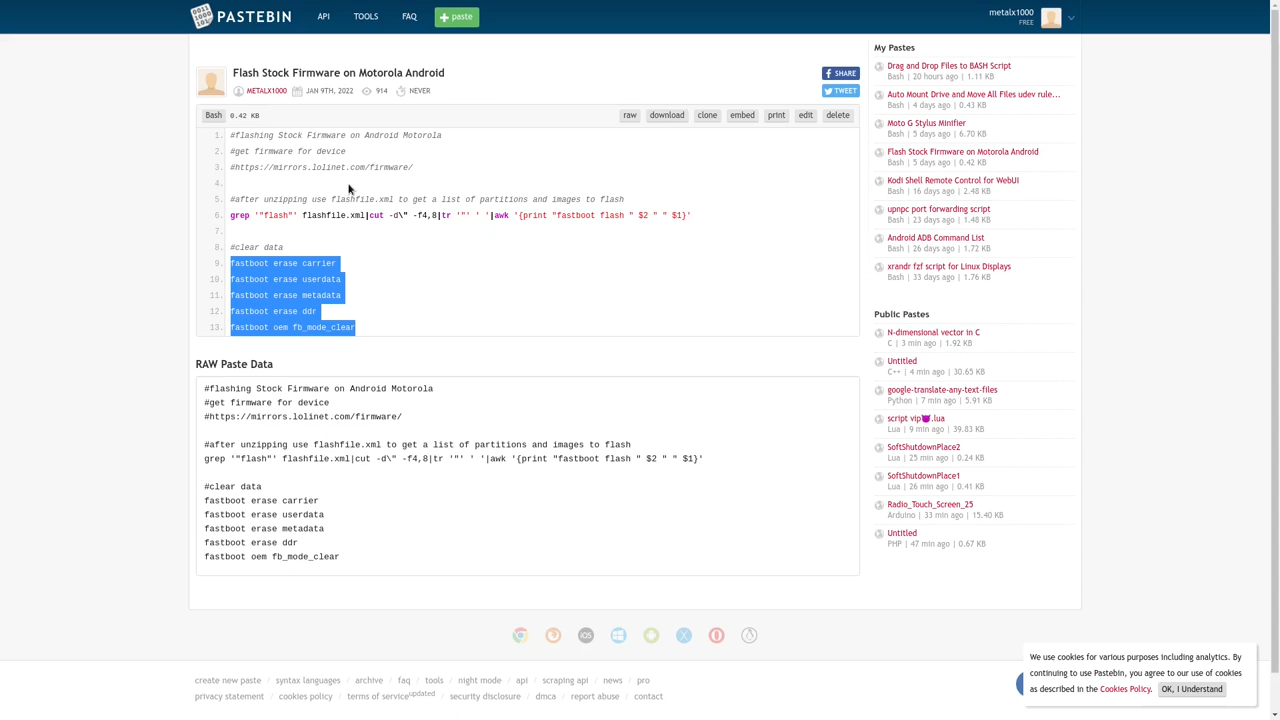 PASTEBIN
API
TOOLS
FAQ
paste
metalx1000
FREE
Flash Stock Firmware on Motorola Android
METALX1000
JAN 9TH, 2022
914
NEVER
SHARE
TWEET
Bash
0.42 KB
raw
download
clone
embed
print
edit
delete
1. #flashing Stock Firmware on Android Motorola
2. #get firmware for device
3. #https://mirrors.lolinet.com/firmware/
4.
5. #after unzipping use flashfile.xml to get a list of partitions and images to flash
6. grep '"flash"' flashfile.xml|cut -d\" -f4,8|tr '"' ' '|awk '{print "fastboot flash " $2 " " $1}'
7.
8. #clear data
9. fastboot erase carrier
10. fastboot erase userdata
11. fastboot erase metadata
12. fastboot erase ddr
13. fastboot oem fb_mode_clear
RAW Paste Data
#flashing Stock Firmware on Android Motorola
#get firmware for device
#https://mirrors.lolinet.com/firmware/
#after unzipping use flashfile.xml to get a list of partitions and images to flash
grep '"flash"' flashfile.xml|cut -d\" -f4,8|tr '"' ' '|awk '{print "fastboot flash " $2 " " $1}'
#clear data
fastboot erase carrier
fastboot erase userdata
fastboot erase metadata
fastboot erase ddr
fastboot oem fb_mode_clear
My Pastes
Drag and Drop Files to BASH Script
Bash | 20 hours ago | 1.11 KB
Auto Mount Drive and Move All Files udev rule...
Bash | 4 days ago | 0.43 KB
Moto G Stylus Minifier
Bash | 5 days ago | 6.70 KB
Flash Stock Firmware on Motorola Android
Bash | 5 days ago | 0.42 KB
Kodi Shell Remote Control for WebUI
Bash | 16 days ago | 2.48 KB
upnpc port forwarding script
Bash | 23 days ago | 1.48 KB
Android ADB Command List
Bash | 26 days ago | 1.72 KB
xrandr fzf script for Linux Displays
Bash | 33 days ago | 1.76 KB
Public Pastes
N-dimensional vector in C
C | 3 min ago | 1.92 KB
Untitled
C++ | 4 min ago | 30.65 KB
google-translate-any-text-files
Python | 7 min ago | 5.91 KB
script vip😈.lua
Lua | 9 min ago | 39.83 KB
SoftShutdownPlace2
Lua | 25 min ago | 0.24 KB
SoftShutdownPlace1
Lua | 26 min ago | 0.41 KB
Radio_Touch_Screen_25
Arduino | 33 min ago | 15.40 KB
Untitled
PHP | 47 min ago | 0.67 KB
iOS
create new paste / syntax languages / archive / faq / tools / night mode / api / scraping api / news / pro
privacy statement / cookies policy / terms of service updated / security disclosure / dmca / report abuse / contact
We use cookies for various purposes including analytics. By
continuing to use Pastebin, you agree to our use of cookies
as described in the Cookies Policy. OK, I Understand